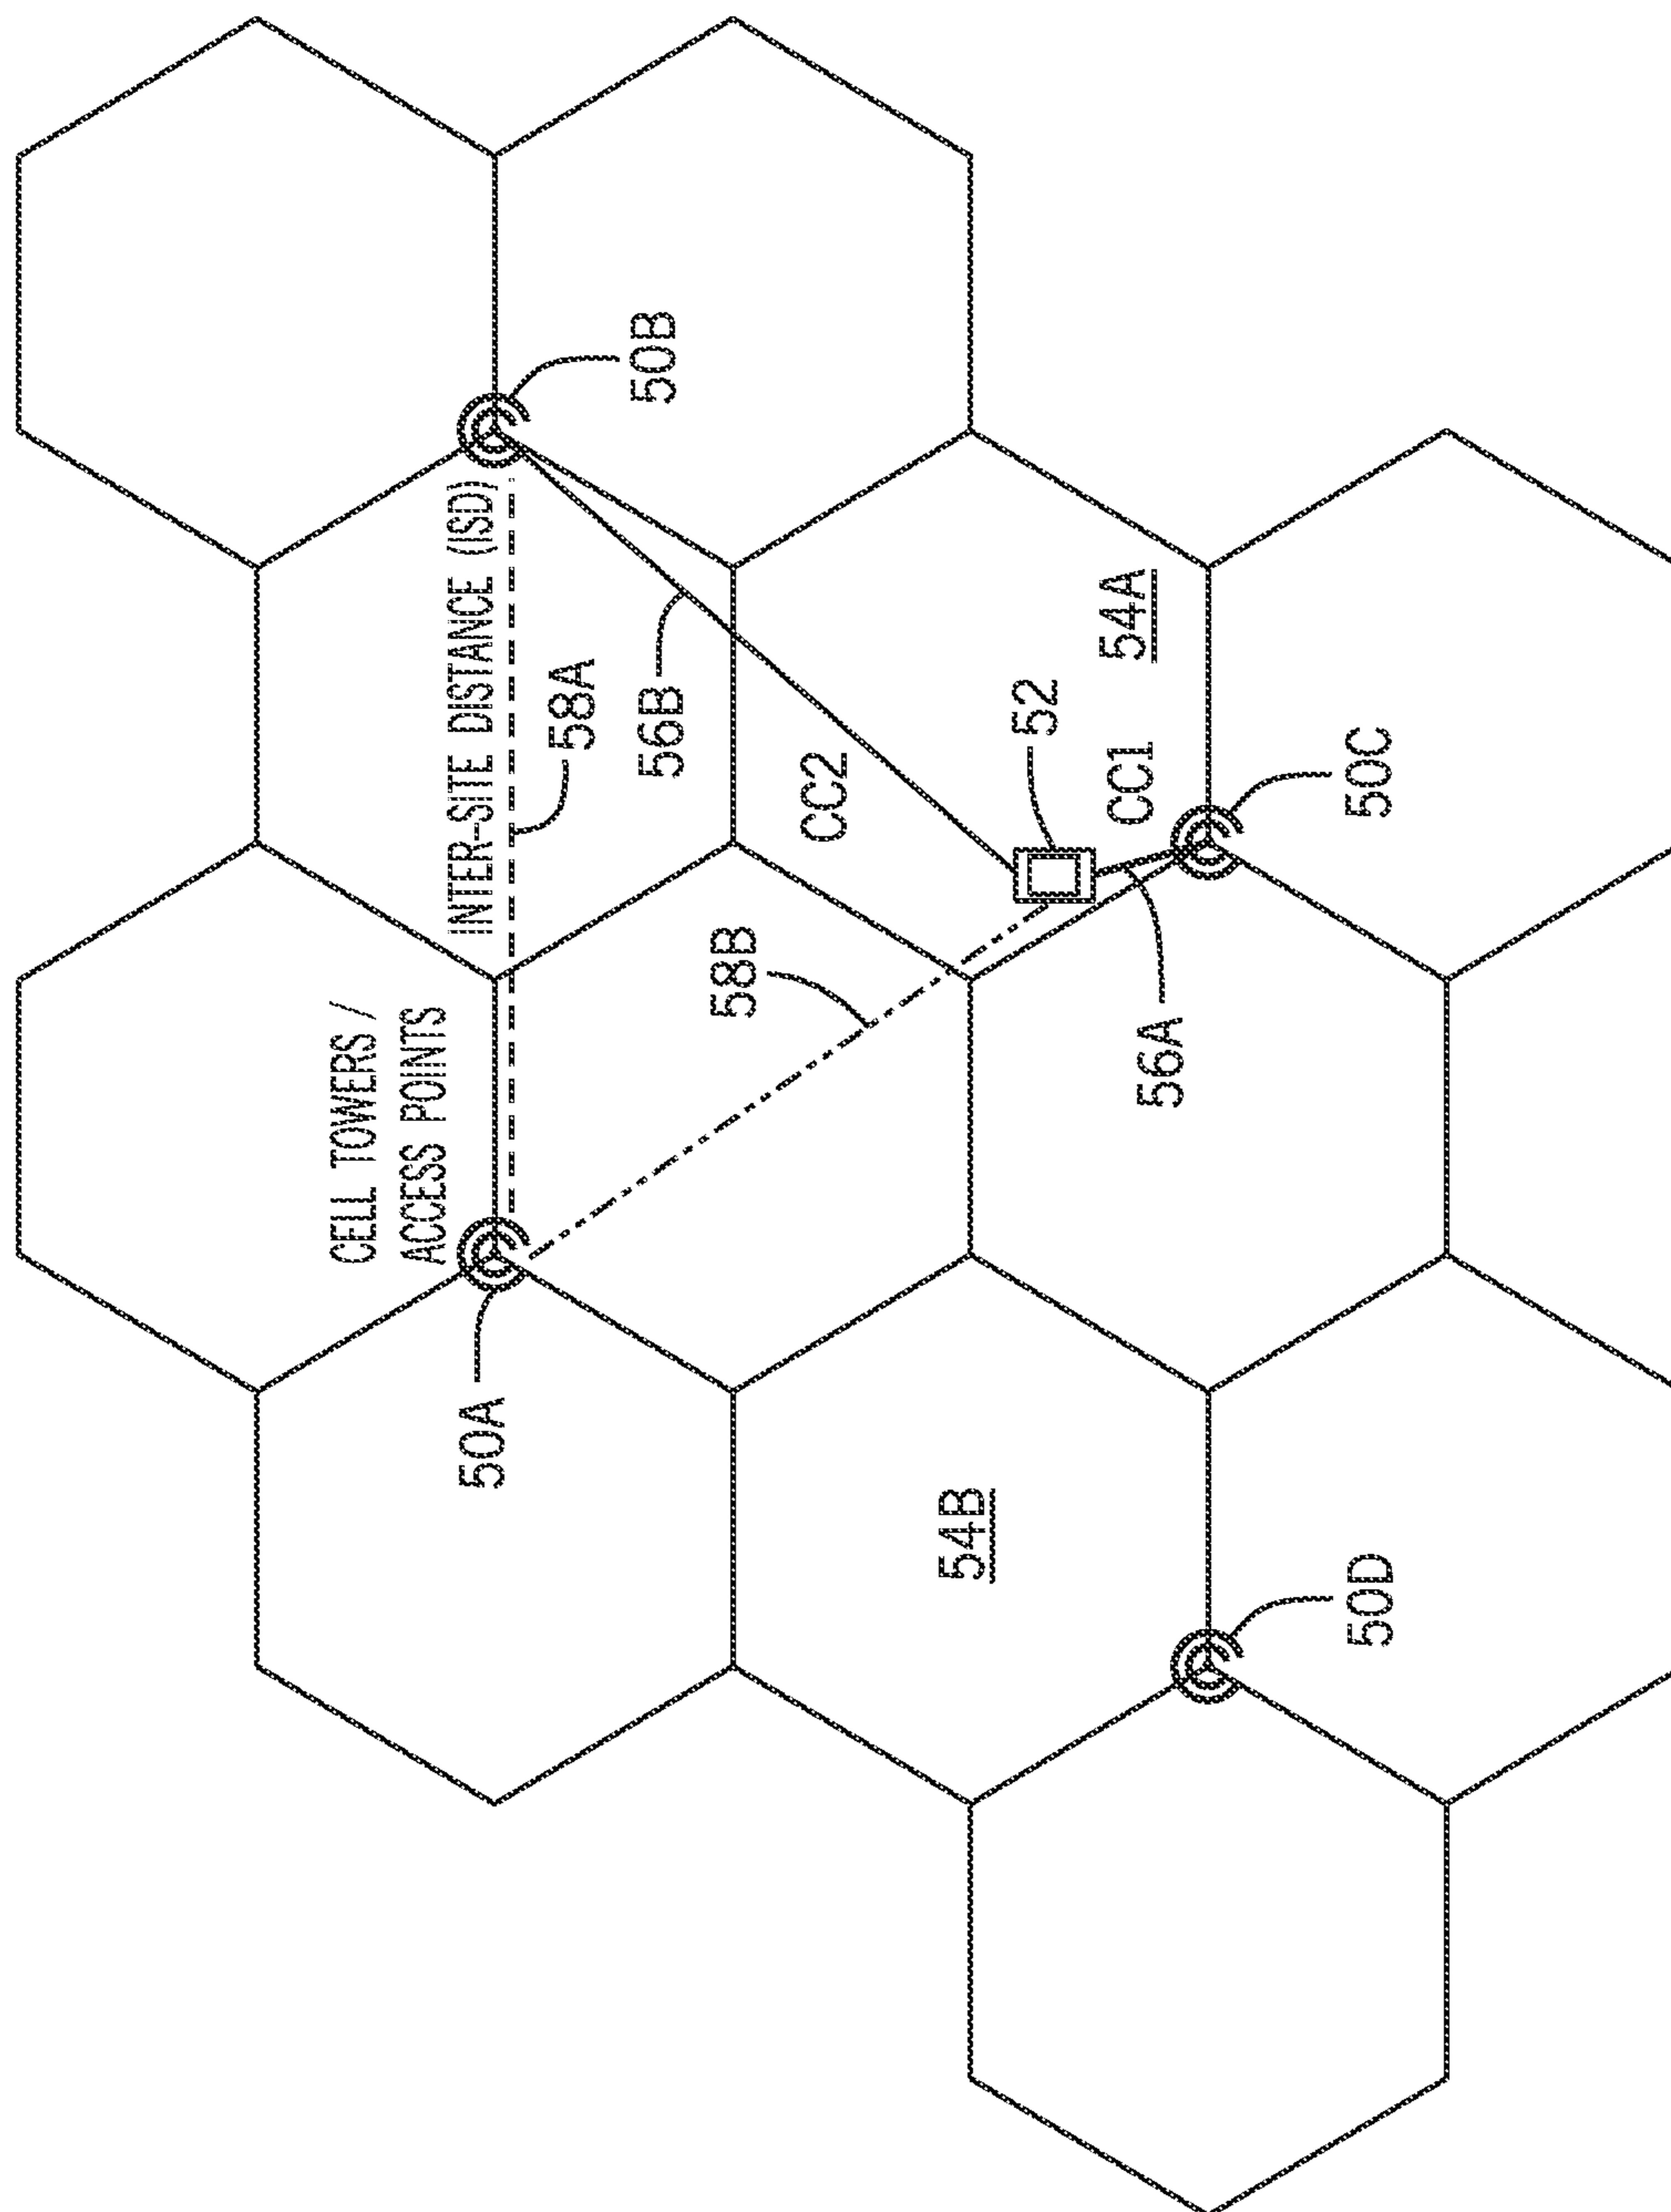 CELL TOWERS /
ACCESS POINTS
50A
INTER-SITE DISTANCE (ISD)
58A
50B
56B
58B
CC2
54B
52
54A
CC1
56A
50D
50C